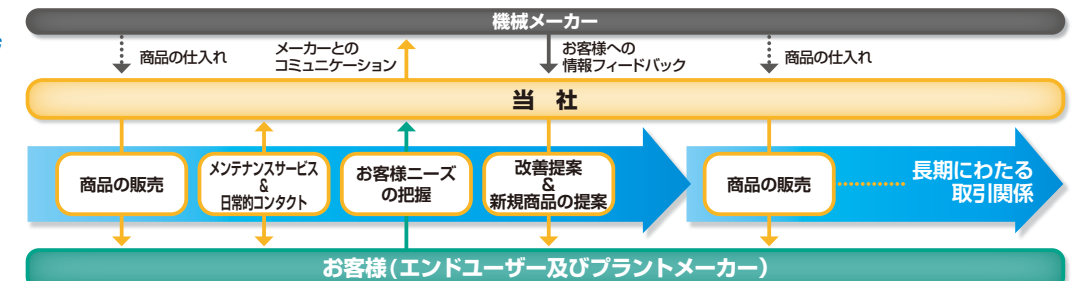 機械メーカー
商品の仕入れ
メーカーとの
コミュニケーション
お客様への
情報フィードバック
商品の仕入れ
当 社
商品の販売
メンテナンスサービス
&
日常的コンタクト
お客様ニーズ
の把握
改善提案
&
新規商品の提案
商品の販売
長期にわたる
取引関係
お客様(エンドユーザー及びプラントメーカー)